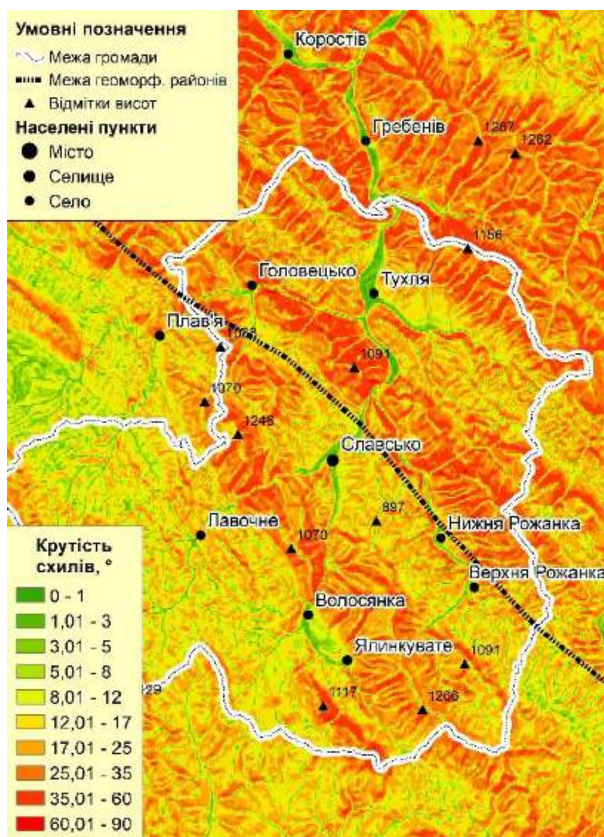 Умовні позначення
Межа громади
Межа геоморф. районів
Відмітки висот
Населені пункти
Місто
Селище
Село
Коростів
Гребенів
1287
1262
1156
Головецько
Тухля
Плав'я
1068
1091
1070
1248
Славсько
897
Лавочне
1070
Нижня Рожанка
Верхня Рожанка
Волосянка
Ялинкувате
1091
1117
1266
129
Крутість
схилів, °
0 - 1
1,01 - 3
3,01 - 5
5,01 - 8
8,01 - 12
12,01 - 17
17,01 - 25
25,01 - 35
35,01 - 60
60,01 - 90